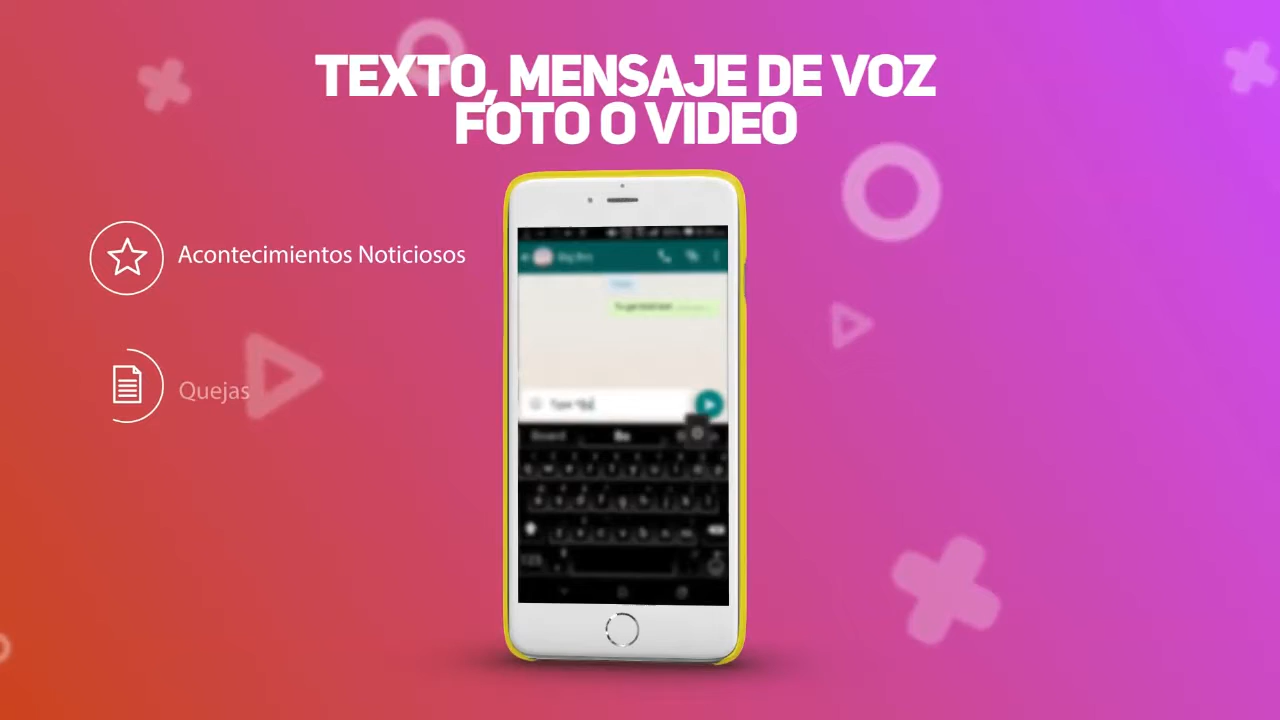 TEXTO, MENSAJE DE VOZ
FOTO O VIDEO
Acontecimientos Noticiosos
Quejas